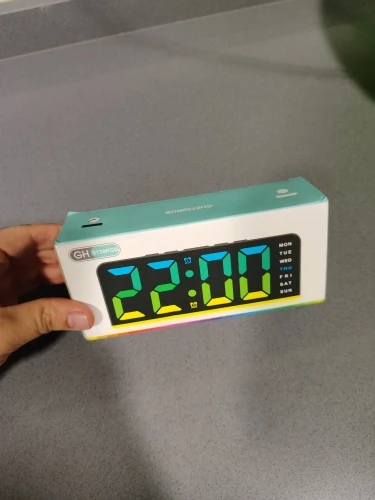 GH
22:00
MON
TUE
WED
THU
FRI
SAT
SUN